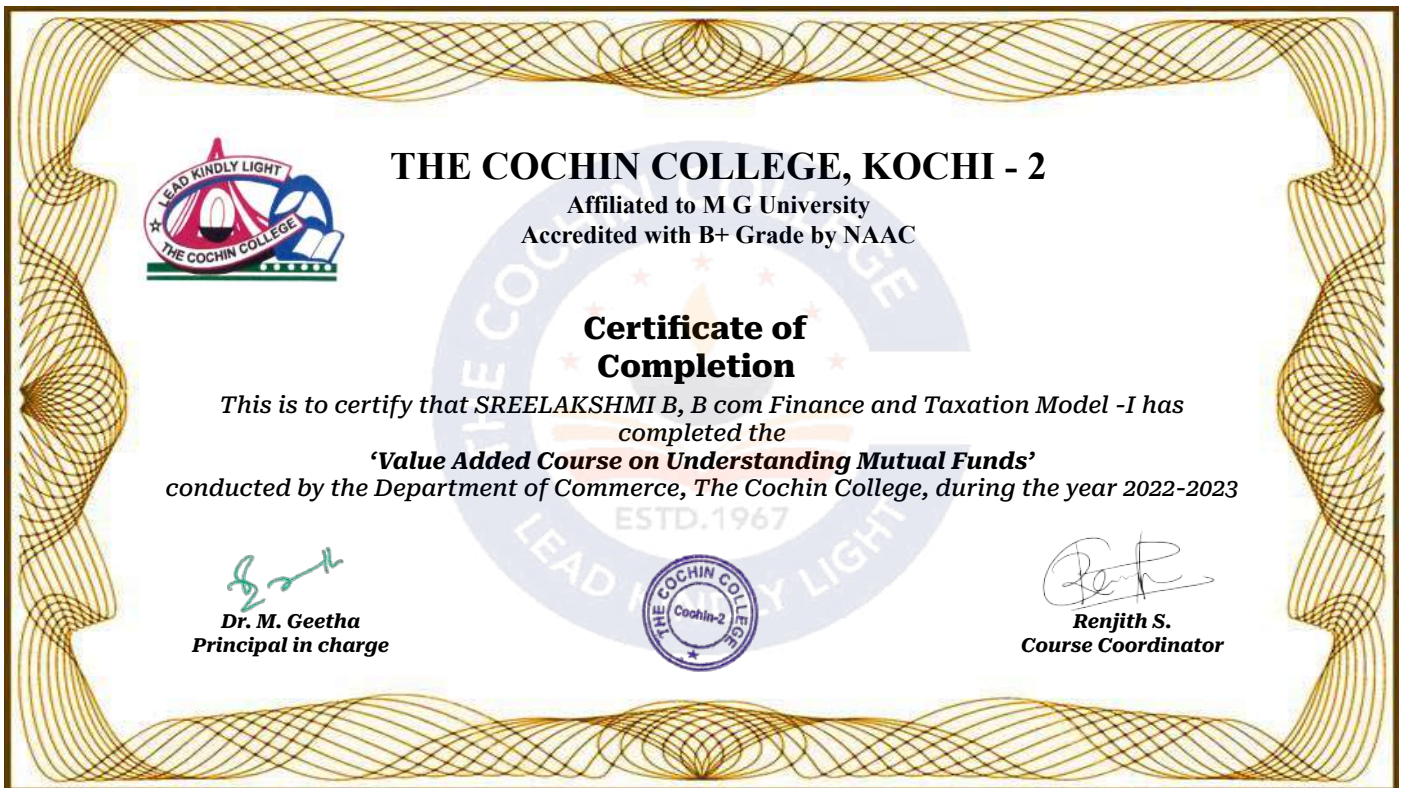 LEAD KINDLY LIGHT
THE COCHIN COLLEGE
THE COCHIN COLLEGE, KOCHI - 2
Affiliated to M G University
Accredited with B+ Grade by NAAC
THE COCHIN COLLEGE
Certificate of
Completion
This is to certify that SREELAKSHMI B, B com Finance and Taxation Model -I has
completed the
‘Value Added Course on Understanding Mutual Funds’
conducted by the Department of Commerce, The Cochin College, during the year 2022-2023
ESTD.1967
LEAD KINDLY LIGHT
Dr. M. Geetha
Principal in charge
THE COCHIN COLLEGE
Cochin-2
Renjith S.
Course Coordinator